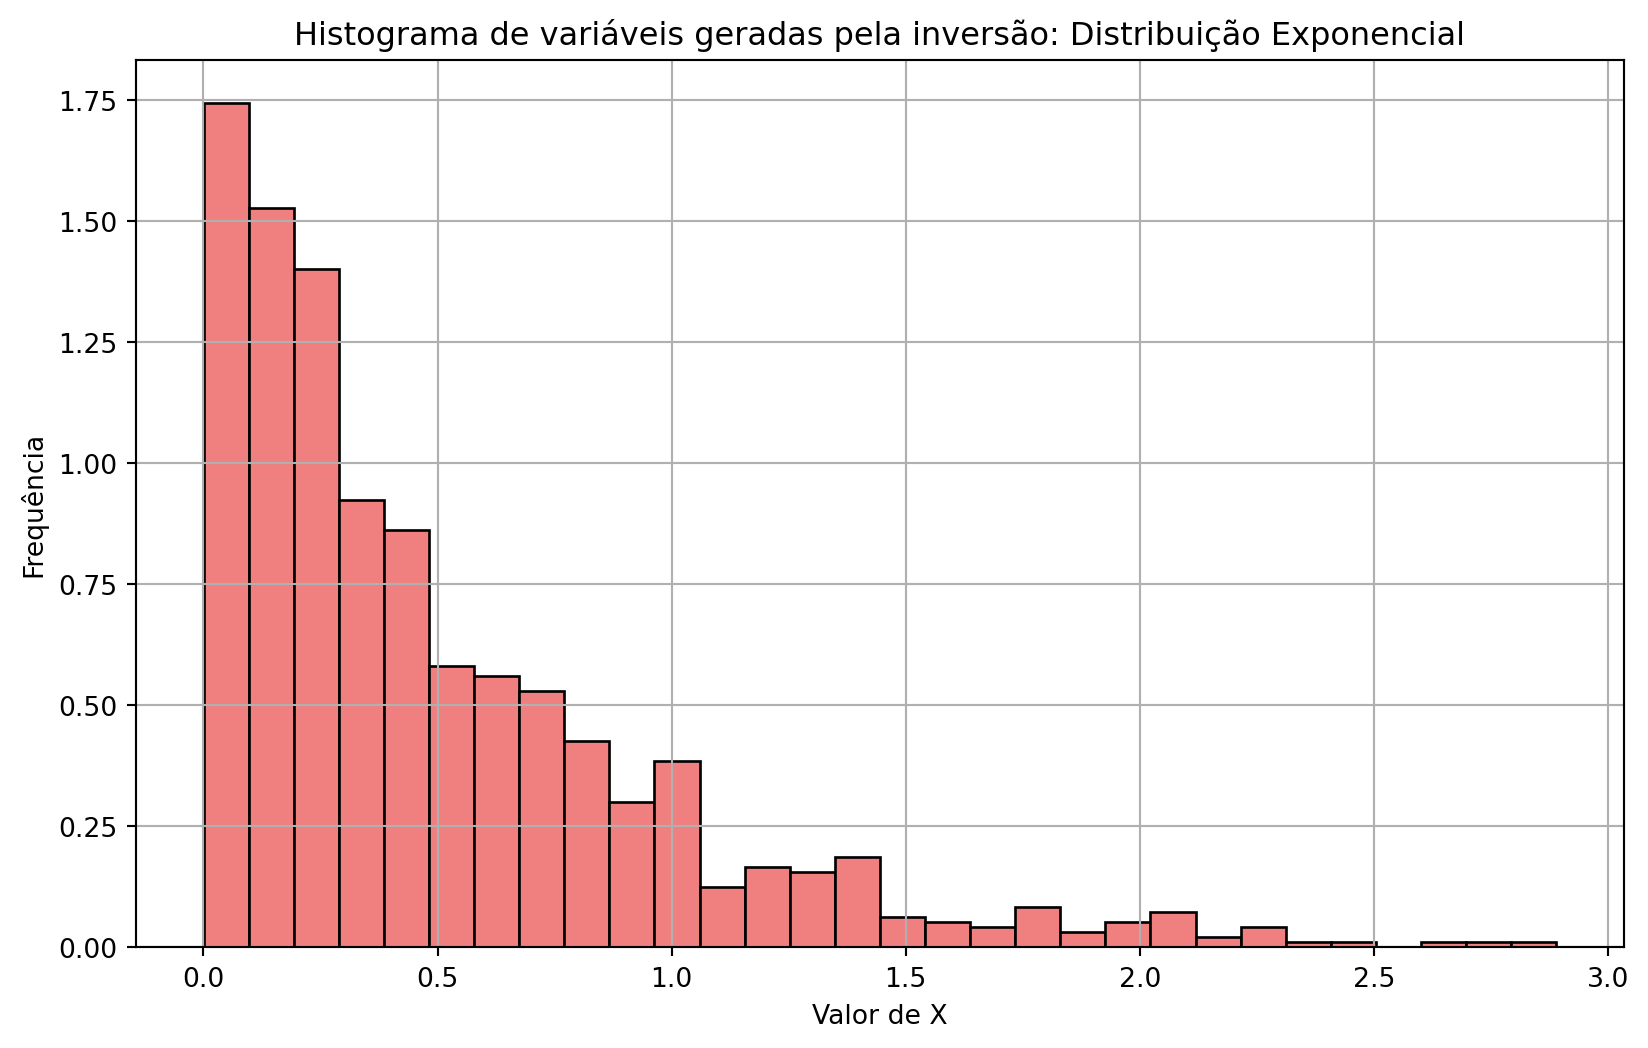 Histograma de variáveis geradas pela inversão: Distribuição Exponencial
1.75
1.50
1.25
1.00
0.75
0.50
0.25
0.00
Frequência
0.0 0.5 1.0 1.5 2.0 2.5 3.0
Valor de X